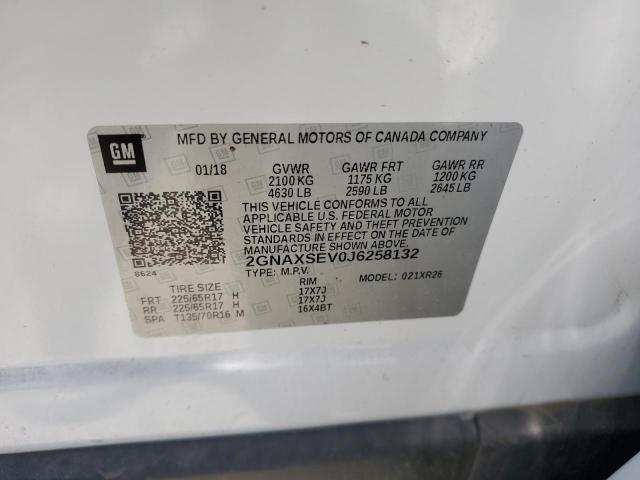 GM
MFD BY GENERAL MOTORS OF CANADA COMPANY
01/18 GVWR GAWR FRT GAWR RR
2100 KG 1175 KG 1200 KG
4630 LB 2590 LB 2645 LB
THIS VEHICLE CONFORMS TO ALL
APPLICABLE U.S. FEDERAL MOTOR
VEHICLE SAFETY AND THEFT PREVENTION
STANDARDS IN EFFECT ON THE DATE OF
MANUFACTURE SHOWN ABOVE.
2GNAXSEV0J6258132
8624
TYPE: M.P.V. MODEL: 021XR26
TIRE SIZE RIM
FRT 225/65R17 H 17X7J
RR 225/65R17 H 17X7J
SPA T135/70R16 M 16X4BT